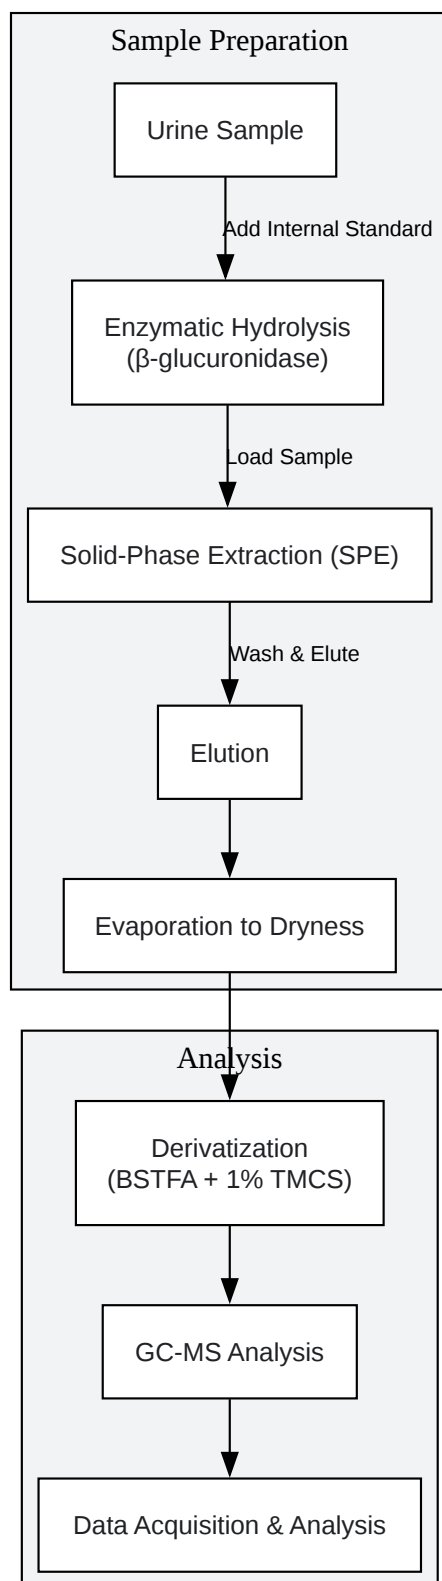 Sample Preparation
Urine Sample
Add Internal Standard
Enzymatic Hydrolysis
(β-glucuronidase)
Load Sample
Solid-Phase Extraction (SPE)
Wash & Elute
Elution
Evaporation to Dryness
Analysis
Derivatization
(BSTFA + 1% TMCS)
GC-MS Analysis
Data Acquisition & Analysis